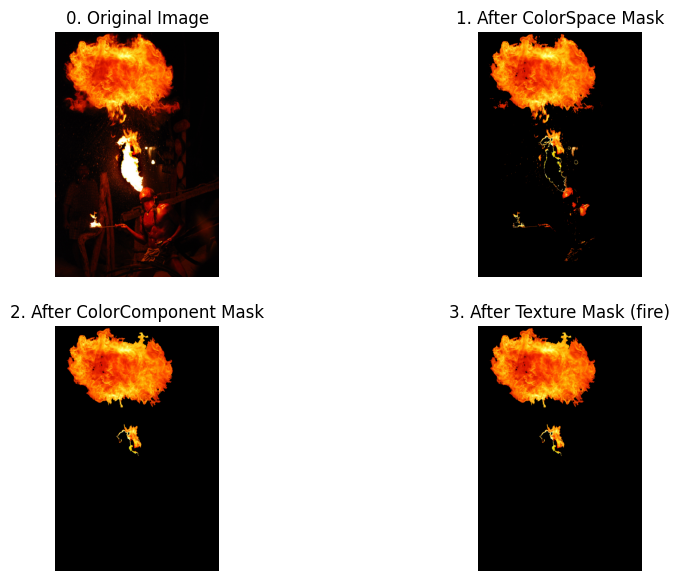 0. Original Image
1. After ColorSpace Mask
2. After ColorComponent Mask
3. After Texture Mask (fire)